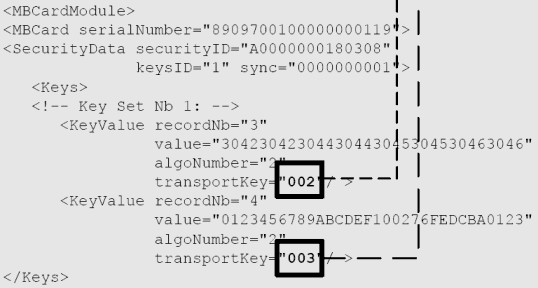 <MBCardModule>
<MBCard serialNumber="8909700100000000119">
<SecurityData securityID="A0000000180308"
keysID="1" sync="0000000001">
<Keys>
<!-- Key Set Nb 1: -->
<KeyValue recordNb="3"
value="30423042304430443045304530463046"
algoNumber="2"
transportKey="002"/ >
<KeyValue recordNb="4"
value="0123456789ABCDEF100276FEDCBA0123"
algoNumber="2"
transportKey="003"/ >
</Keys>